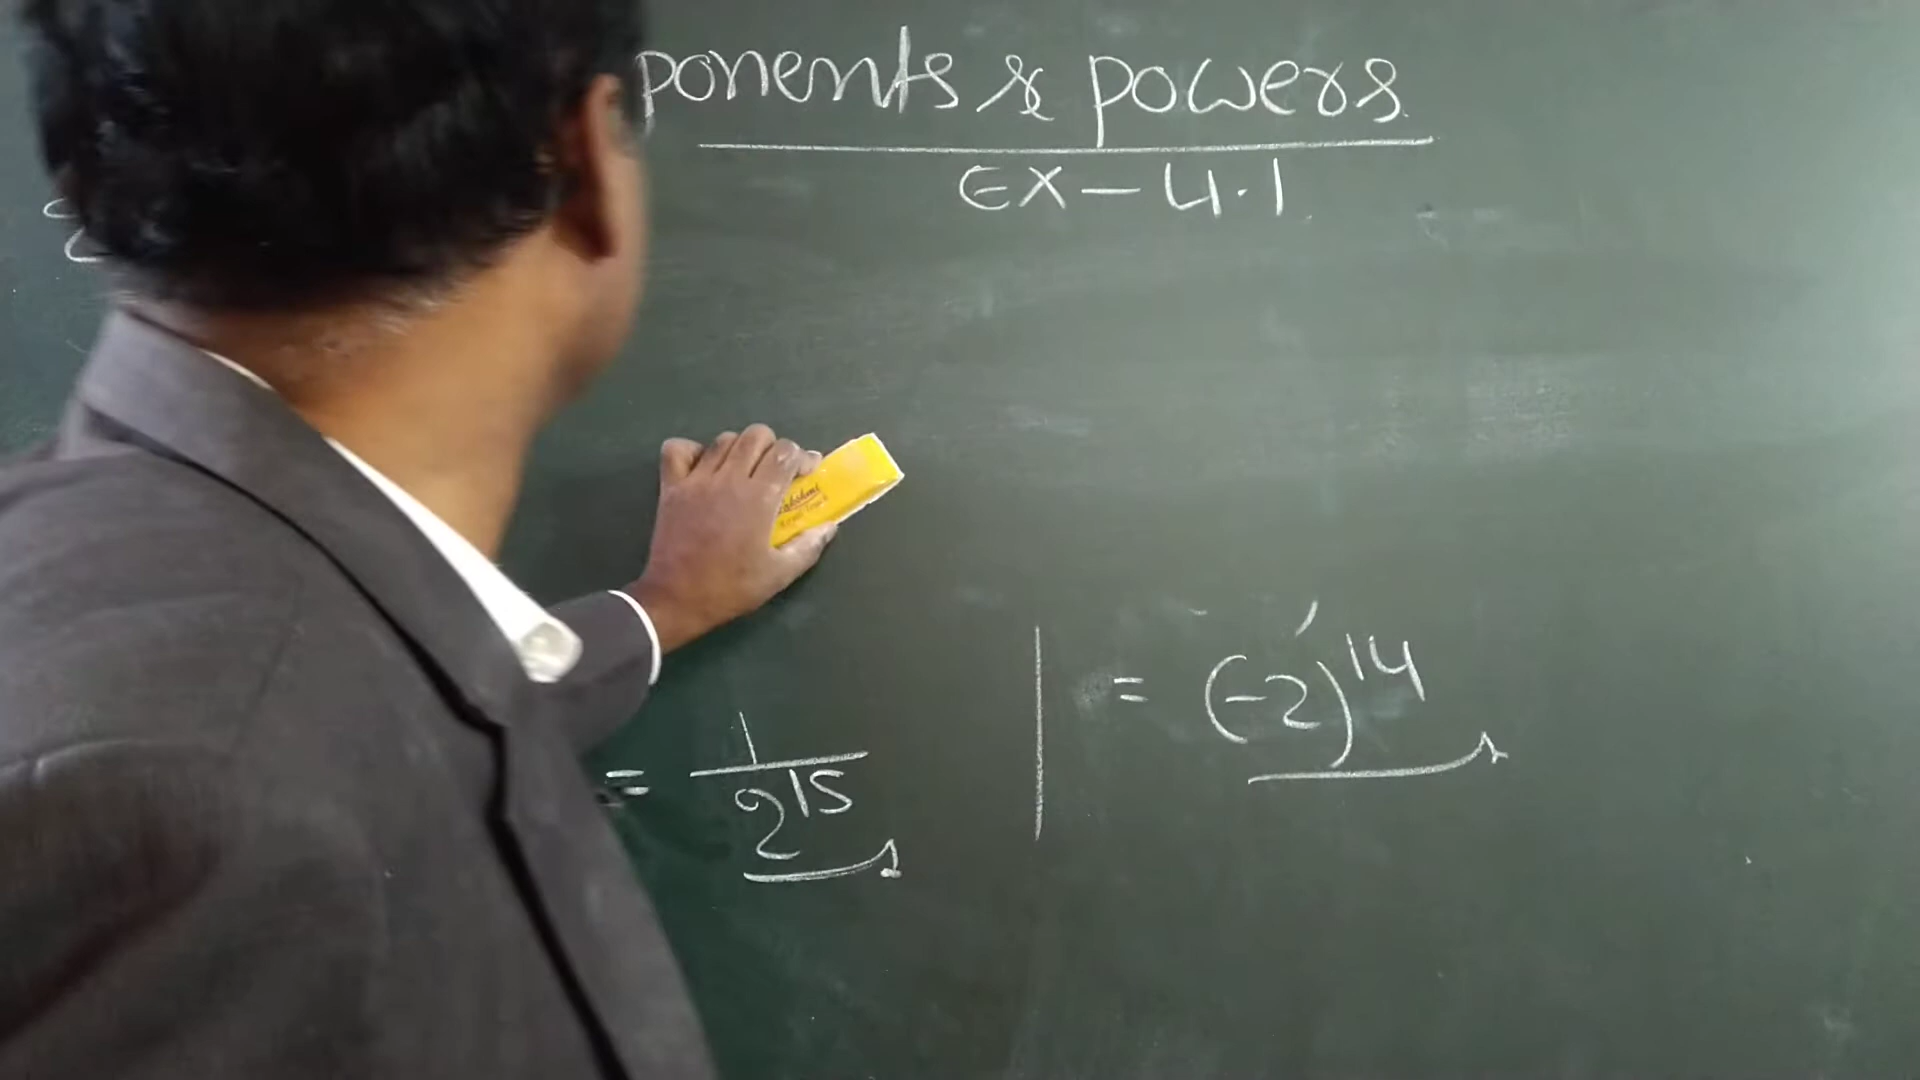 ponents & powers
Ex - 4.1
= (-2)^14
= 1/2^15